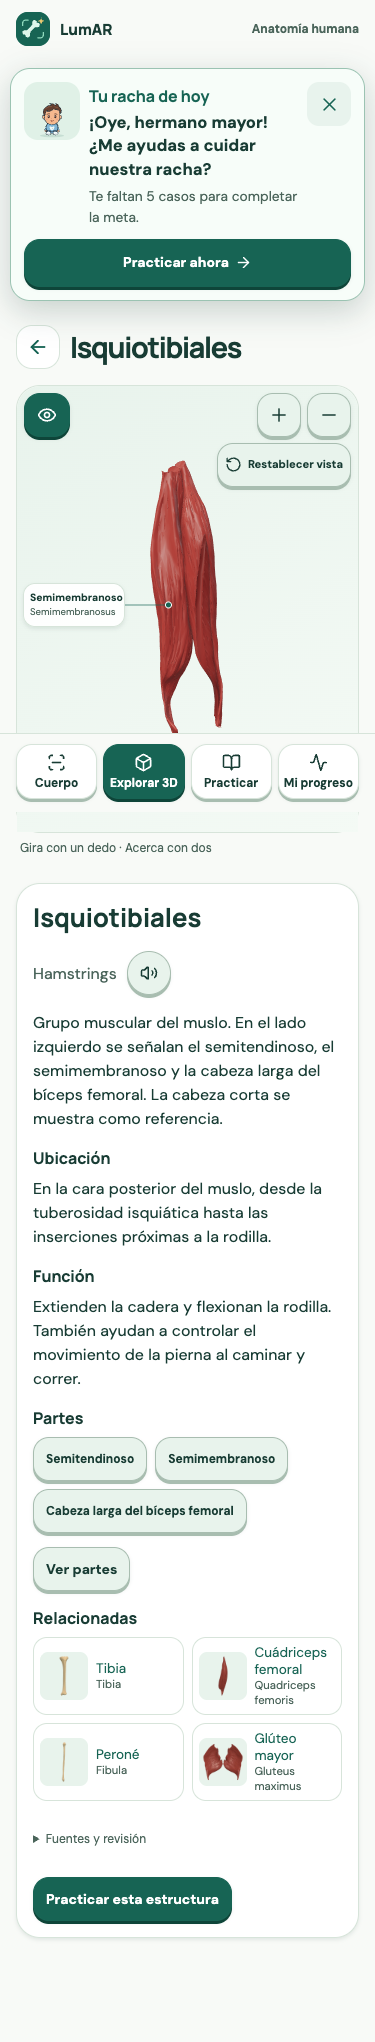 LumAR
Anatomía humana
Tu racha de hoy
¡Oye, hermano mayor!
¿Me ayudas a cuidar
nuestra racha?
Te faltan 5 casos para completar
la meta.
Practicar ahora →
Isquiotibiales
Restablecer vista
Semimembranoso
Semimembranosus
Cuerpo
Explorar 3D
Practicar
Mi progreso
Gira con un dedo · Acerca con dos
Isquiotibiales
Hamstrings
Grupo muscular del muslo. En el lado
izquierdo se señalan el semitendinoso, el
semimembranoso y la cabeza larga del
bíceps femoral. La cabeza corta se
muestra como referencia.
Ubicación
En la cara posterior del muslo, desde la
tuberosidad isquiática hasta las
inserciones próximas a la rodilla.
Función
Extienden la cadera y flexionan la rodilla.
También ayudan a controlar el
movimiento de la pierna al caminar y
correr.
Partes
Semitendinoso
Semimembranoso
Cabeza larga del bíceps femoral
Ver partes
Relacionadas
Tibia
Tibia
Cuádriceps
femoral
Quadriceps
femoris
Peroné
Fibula
Glúteo
mayor
Gluteus
maximus
Fuentes y revisión
Practicar esta estructura